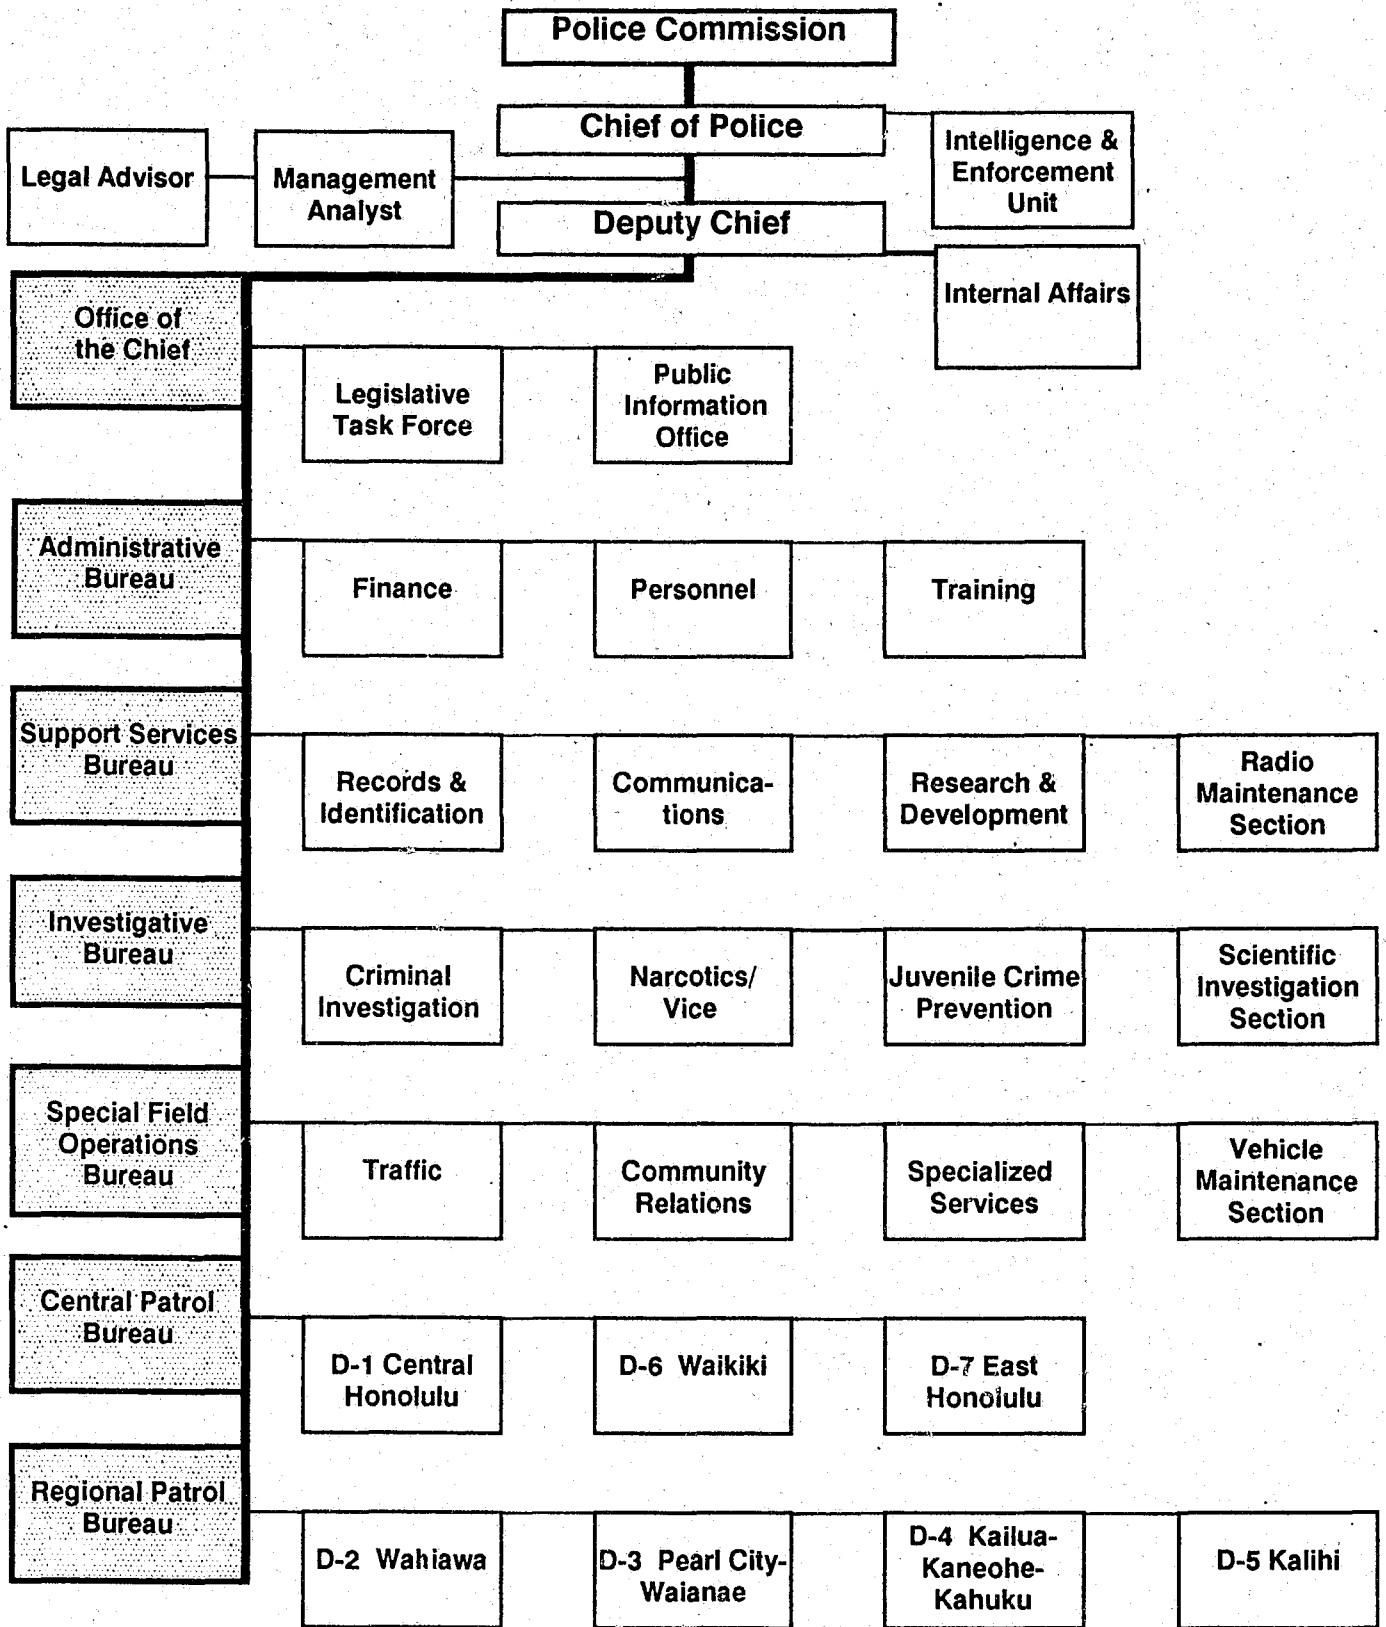 Police Commission
Chief of Police
Intelligence &
Enforcement
Unit
Legal Advisor
Management
Analyst
Deputy Chief
Internal Affairs
Office of
the Chief
Legislative
Task Force
Public
Information
Office
Administrative
Bureau
Finance
Personnel
Training
Support Services
Bureau
Records &
Identification
Communica-
tions
Research &
Development
Radio
Maintenance
Section
Investigative
Bureau
Criminal
Investigation
Narcotics/
Vice
Juvenile Crime
Prevention
Scientific
Investigation
Section
Special Field
Operations
Bureau
Traffic
Community
Relations
Specialized
Services
Vehicle
Maintenance
Section
Central Patrol
Bureau
D-1 Central
Honolulu
D-6 Waikiki
D-7 East
Honolulu
Regional Patrol
Bureau
D-2 Wahiawa
D-3 Pearl City-
Waianae
D-4 Kailua-
Kaneohe-
Kahuku
D-5 Kalihi